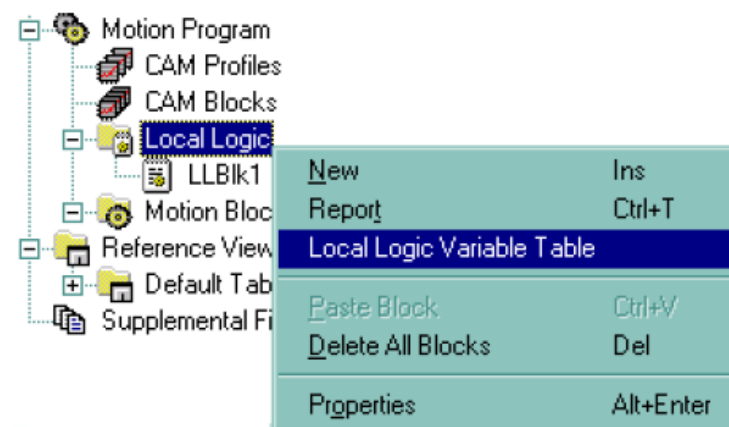 Motion Program
CAM Profiles
CAM Blocks
Local Logic
LLBlk1
Motion Bloc
Reference View
Default Tab
Supplemental Fi
New Ins
Report Ctrl+T
Local Logic Variable Table
Paste Block Ctrl+V
Delete All Blocks Del
Properties Alt+Enter